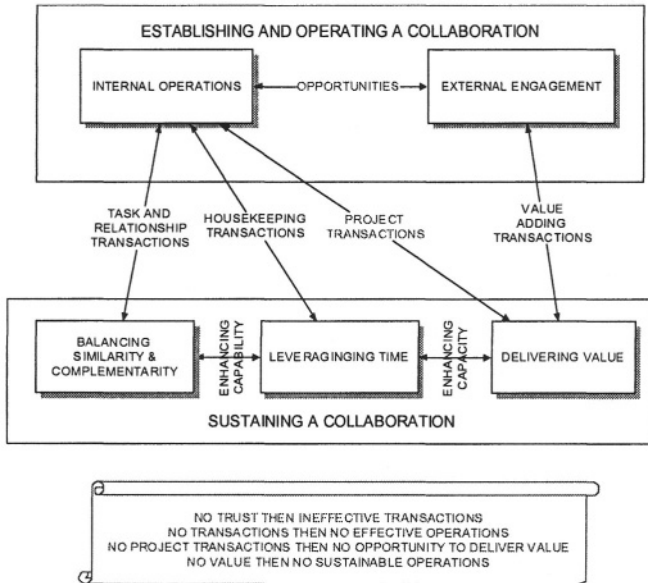 ESTABLISHING AND OPERATING A COLLABORATION
INTERNAL OPERATIONS
OPPORTUNITIES
EXTERNAL ENGAGEMENT
TASK AND
RELATIONSHIP
TRANSACTIONS
HOUSEKEEPING
TRANSACTIONS
PROJECT
TRANSACTIONS
VALUE
ADDING
TRANSACTIONS
BALANCING
SIMILARITY &
COMPLEMENTARITY
ENHANCING
CAPABILITY
LEVERAGINGING TIME
ENHANCING
CAPACITY
DELIVERING VALUE
SUSTAINING A COLLABORATION
NO TRUST THEN INEFFECTIVE TRANSACTIONS
NO TRANSACTIONS THEN NO EFFECTIVE OPERATIONS
NO PROJECT TRANSACTIONS THEN NO OPPORTUNITY TO DELIVER VALUE
NO VALUE THEN NO SUSTAINABLE OPERATIONS